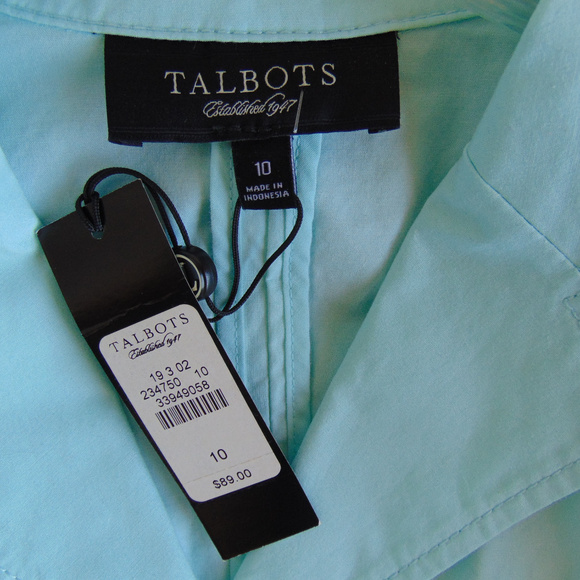 TALBOTS
Established 1947
10
MADE IN
INDONESIA
TALBOTS
Established 1947
19 3 02
234750 10
33949058
10
$89.00